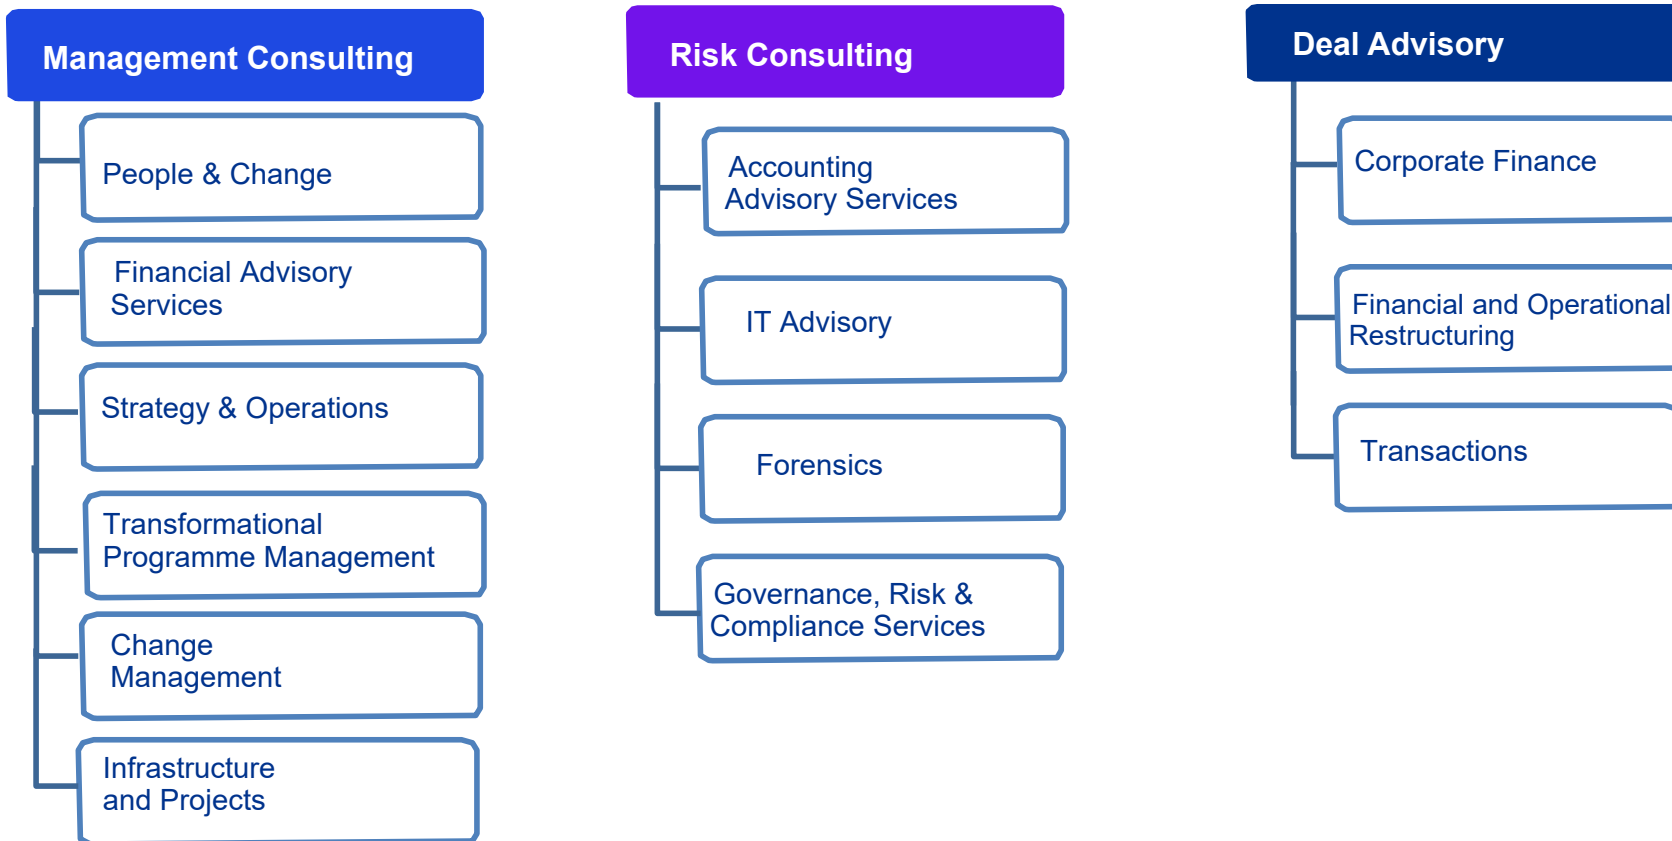 Management Consulting
People & Change
Financial Advisory
Services
Strategy & Operations
Transformational
Programme Management
Change
Management
Infrastructure
and Projects
Risk Consulting
Accounting
Advisory Services
IT Advisory
Forensics
Governance, Risk &
Compliance Services
Deal Advisory
Corporate Finance
Financial and Operational
Restructuring
Transactions